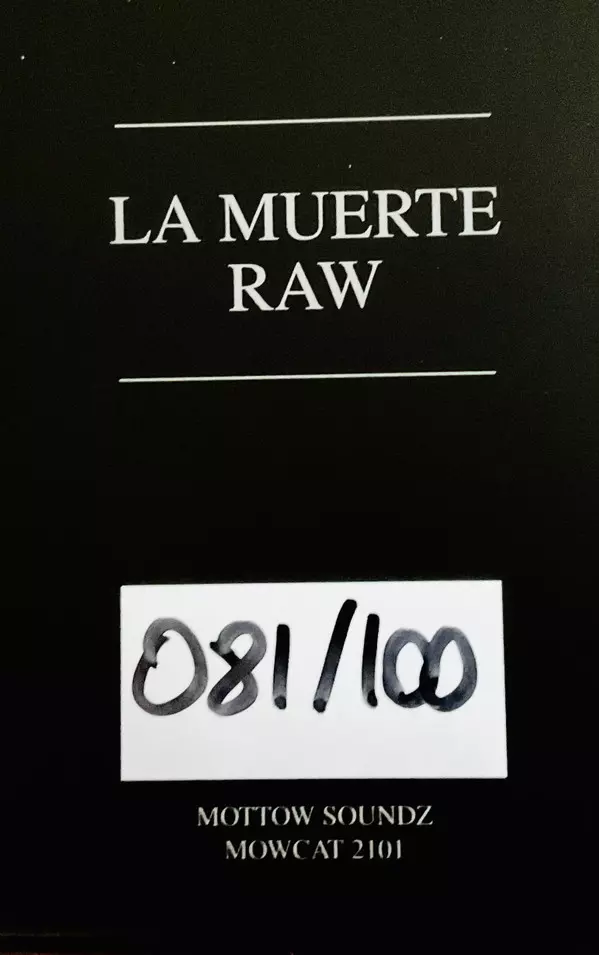 LA MUERTE
RAW
081/100
MOTTOW SOUNDZ
MOWCAT 2101